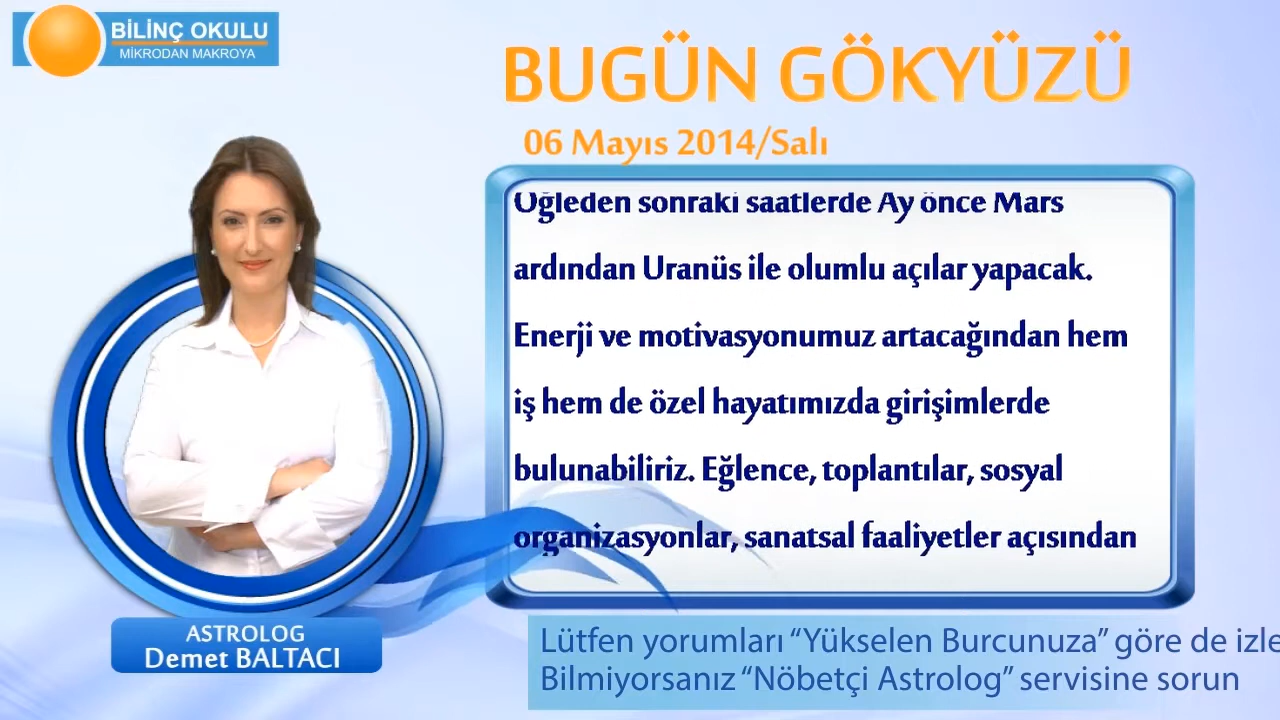 BİLİNÇ OKULU
MİKRODAN MAKROYA
BUGÜN GÖKYÜZÜ
06 Mayıs 2014/Salı
Öğleden sonraki saatlerde Ay önce Mars
ardından Uranüs ile olumlu açılar yapacak.
Enerji ve motivasyonumuz artacağından hem
iş hem de özel hayatımızda girişimlerde
bulunabiliriz. Eğlence, toplantılar, sosyal
organizasyonlar, sanatsal faaliyetler açısından
ASTROLOG
Demet BALTACI
Lütfen yorumları “Yükselen Burcunuza” göre de izle
Bilmiyorsanız “Nöbetçi Astrolog” servisine sorun